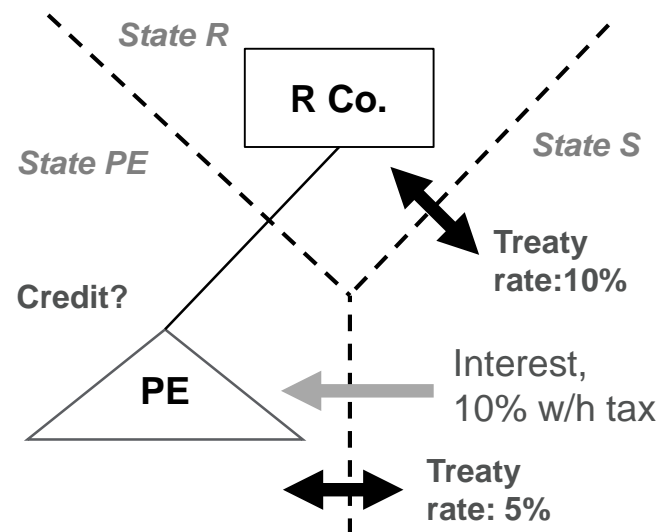 State R
R Co.
State PE
State S
Treaty
rate:10%
Credit?
PE
Interest,
10% w/h tax
Treaty
rate: 5%